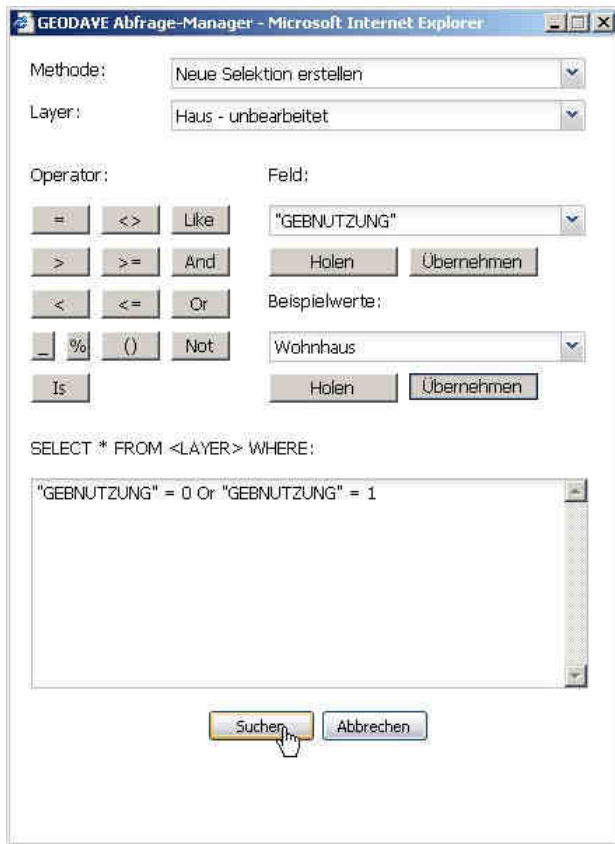 GEODAVE Abfrage-Manager - Microsoft Internet Explorer
Methode: Neue Selektion erstellen
Layer: Haus - unbearbeitet
Operator: Feld:
= <> Like "GEBNUTZUNG"
> >= And Holen Übernehmen
< <= Or Beispielwerte:
_ % () Not Wohnhaus
Is Holen Übernehmen
SELECT * FROM <LAYER> WHERE:
"GEBNUTZUNG" = 0 Or "GEBNUTZUNG" = 1
Suchen Abbrechen